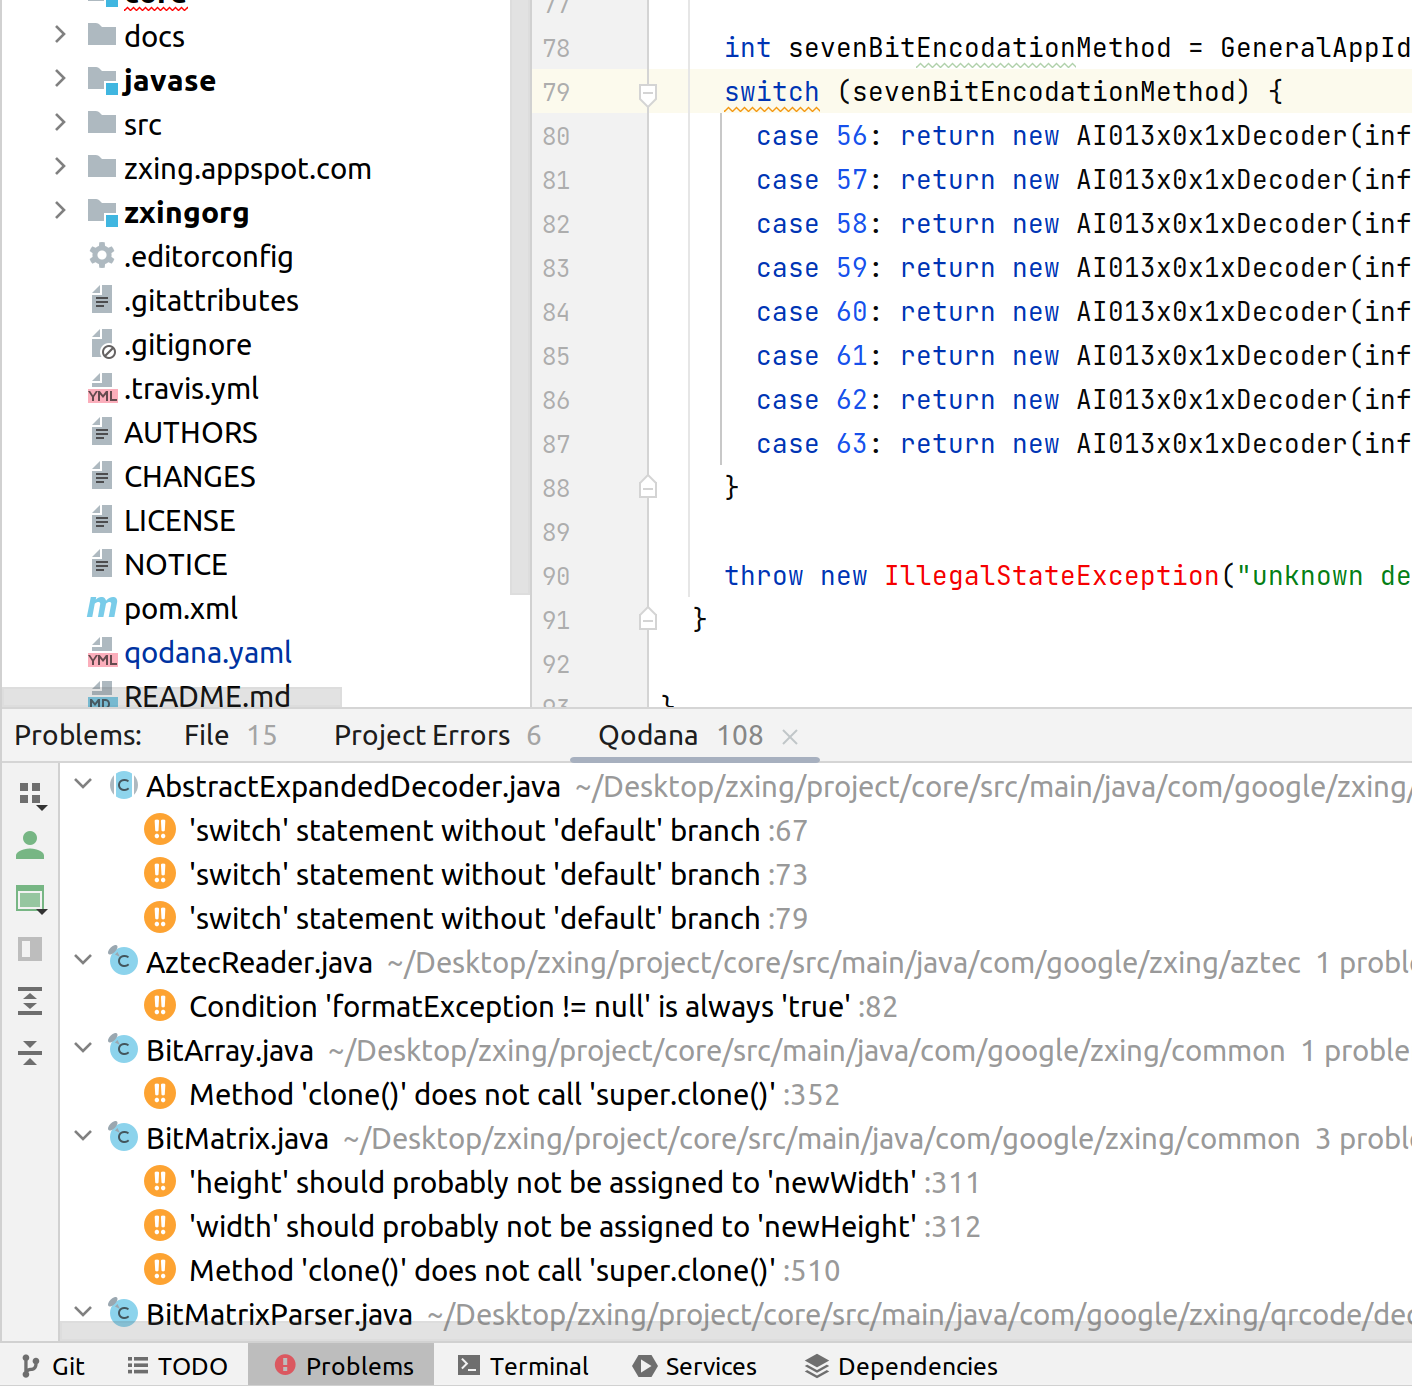 core
docs
javase
src
zxing.appspot.com
zxingorg
.editorconfig
.gitattributes
.gitignore
YML .travis.yml
AUTHORS
CHANGES
LICENSE
NOTICE
m pom.xml
YML qodana.yaml
MD README.md
77
78 int sevenBitEncodationMethod = GeneralAppId
79 switch (sevenBitEncodationMethod) {
80 case 56: return new AI013x0x1xDecoder(inf
81 case 57: return new AI013x0x1xDecoder(inf
82 case 58: return new AI013x0x1xDecoder(inf
83 case 59: return new AI013x0x1xDecoder(inf
84 case 60: return new AI013x0x1xDecoder(inf
85 case 61: return new AI013x0x1xDecoder(inf
86 case 62: return new AI013x0x1xDecoder(inf
87 case 63: return new AI013x0x1xDecoder(inf
88 }
89
90 throw new IllegalStateException("unknown de
91 }
92
93 }
Problems: File 15 Project Errors 6 Qodana 108 ×
C AbstractExpandedDecoder.java ~/Desktop/zxing/project/core/src/main/java/com/google/zxing/
!! 'switch' statement without 'default' branch :67
!! 'switch' statement without 'default' branch :73
!! 'switch' statement without 'default' branch :79
C AztecReader.java ~/Desktop/zxing/project/core/src/main/java/com/google/zxing/aztec 1 proble
!! Condition 'formatException != null' is always 'true' :82
C BitArray.java ~/Desktop/zxing/project/core/src/main/java/com/google/zxing/common 1 proble
!! Method 'clone()' does not call 'super.clone()' :352
C BitMatrix.java ~/Desktop/zxing/project/core/src/main/java/com/google/zxing/common 3 proble
!! 'height' should probably not be assigned to 'newWidth' :311
!! 'width' should probably not be assigned to 'newHeight' :312
!! Method 'clone()' does not call 'super.clone()' :510
C BitMatrixParser.java ~/Desktop/zxing/project/core/src/main/java/com/google/zxing/qrcode/dec
Git TODO Problems Terminal Services Dependencies